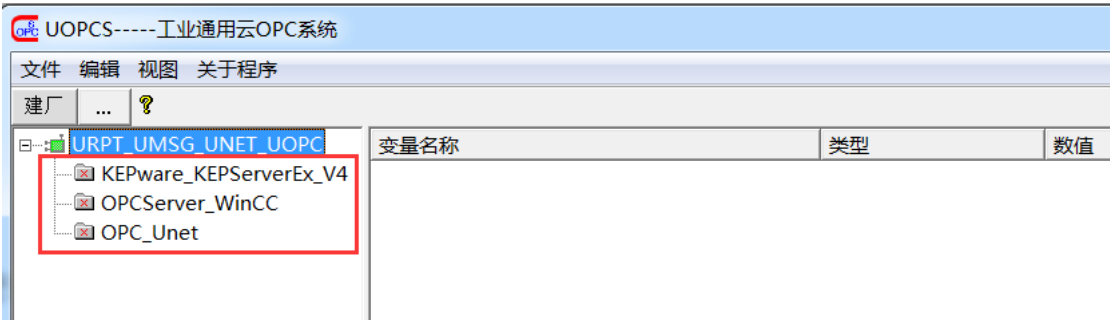 UOPCS-----工业通用云OPC系统
文件 编辑 视图 关于程序
建厂 ... ?
URPT_UMSG_UNET_UOPC
变量名称 类型 数值
KEPware_KEPServerEx_V4
OPCServer_WinCC
OPC_Unet